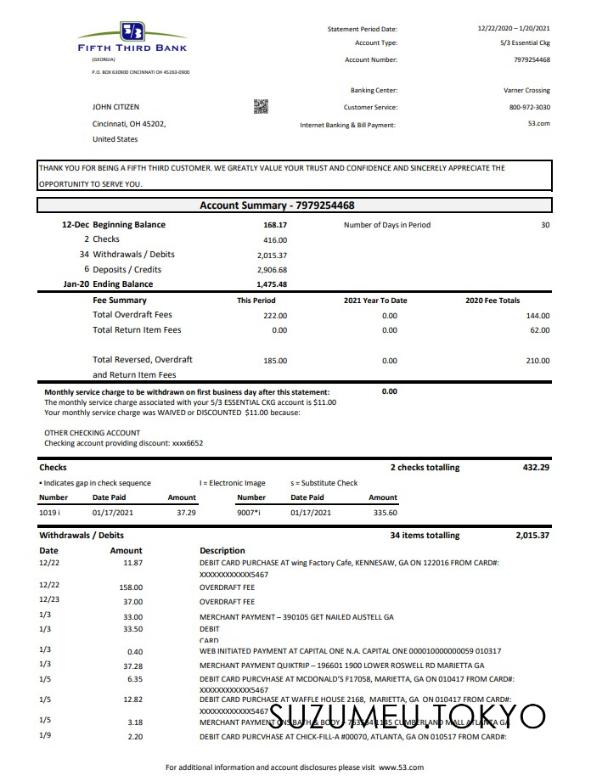 FIFTH THIRD BANK
(GEORGIA)
P.O. BOX 630900 CINCINNATI OH 45263-0900
JOHN CITIZEN
Cincinnati, OH 45202,
United States
Statement Period Date: 12/22/2020 – 1/20/2021
Account Type: 5/3 Essential Ckg
Account Number: 7979254468
Banking Center: Varner Crossing
Customer Service: 800-972-3030
Internet Banking & Bill Payment: 53.com
THANK YOU FOR BEING A FIFTH THIRD CUSTOMER. WE GREATLY VALUE YOUR TRUST AND CONFIDENCE AND SINCERELY APPRECIATE THE
OPPORTUNITY TO SERVE YOU.
Account Summary - 7979254468
12-Dec Beginning Balance 168.17 Number of Days in Period 30
2 Checks 416.00
34 Withdrawals / Debits 2,015.37
6 Deposits / Credits 2,906.68
Jan-20 Ending Balance 1,475.48
Fee Summary This Period 2021 Year To Date 2020 Fee Totals
Total Overdraft Fees 222.00 0.00 144.00
Total Return Item Fees 0.00 0.00 62.00
Total Reversed, Overdraft 185.00 0.00 210.00
and Return Item Fees
Monthly service charge to be withdrawn on first business day after this statement: 0.00
The monthly service charge associated with your 5/3 ESSENTIAL CKG account is $11.00
Your monthly service charge was WAIVED or DISCOUNTED $11.00 because:
OTHER CHECKING ACCOUNT
Checking account providing discount: xxxx6652
Checks 2 checks totalling 432.29
• Indicates gap in check sequence I = Electronic Image s = Substitute Check
Number Date Paid Amount Number Date Paid Amount
1019 i 01/17/2021 37.29 9007*i 01/17/2021 335.60
Withdrawals / Debits 34 items totalling 2,015.37
Date Amount Description
12/22 11.87 DEBIT CARD PURCHASE AT wing Factory Cafe, KENNESAW, GA ON 122016 FROM CARD#:
XXXXXXXXXXXX5467
12/22 158.00 OVERDRAFT FEE
12/23 37.00 OVERDRAFT FEE
1/3 33.00 MERCHANT PAYMENT – 390105 GET NAILED AUSTELL GA
1/3 33.50 DEBIT
CARD
1/3 0.40 WEB INITIATED PAYMENT AT CAPITAL ONE N.A. CAPITAL ONE 000010000000059 010317
1/3 37.28 MERCHANT PAYMENT QUIKTRIP – 196601 1900 LOWER ROSWELL RD MARIETTA GA
1/5 6.35 DEBIT CARD PURCVHASE AT MCDONALD'S F17058, MARIETTA, GA ON 010417 FROM CARD#:
XXXXXXXXXXXX5467
1/5 12.82 DEBIT CARD PURCHASE AT WAFFLE HOUSE 2168, MARIETTA, GA ON 010417 FROM CARD#:
XXXXXXXXXXXX5467
1/5 3.18 MERCHANT PAYMENT BATH & BODY CUMBERLAND MALL ATLANTA GA
SUZUMEU.TOKYO
1/9 2.20 DEBIT CARD PURCHASE AT CHICK-FILL-A #00070, ATLANTA, GA ON 010517 FROM CARD#:
For additional information and account disclosures please visit www.53.com